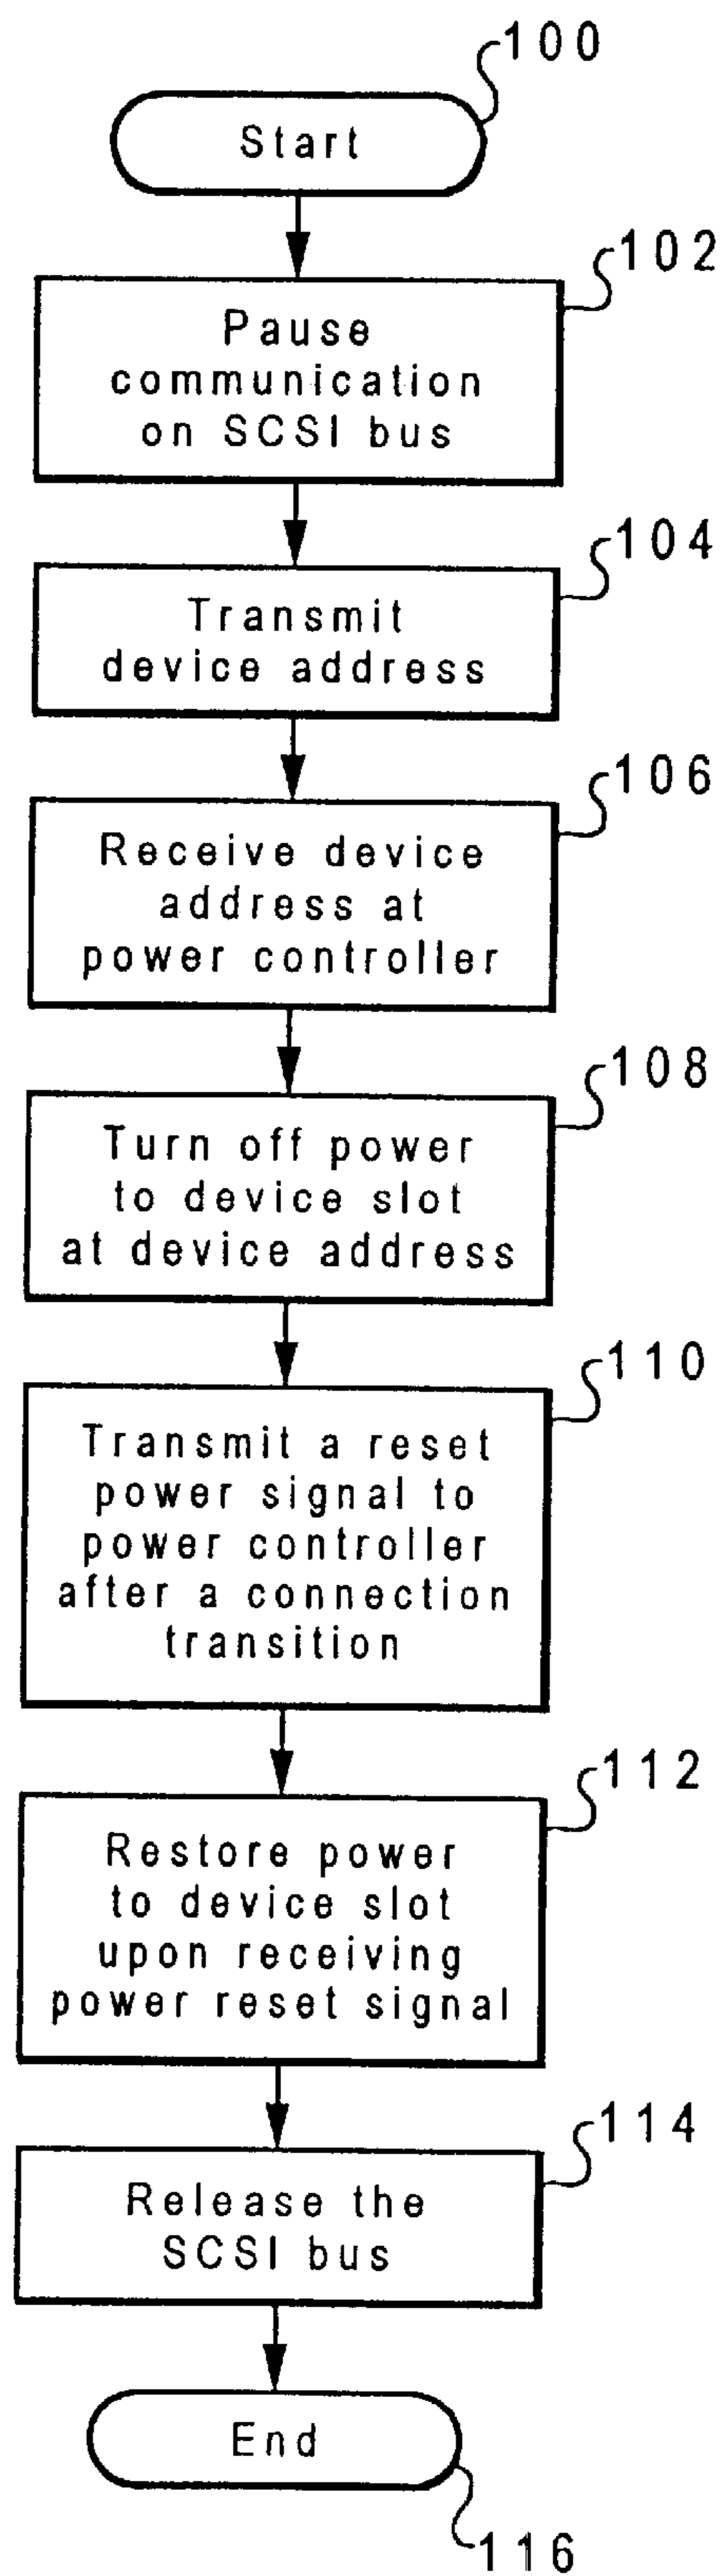 100
Start
102
Pause
communication
on SCSI bus
104
Transmit
device address
106
Receive device
address at
power controller
108
Turn off power
to device slot
at device address
110
Transmit a reset
power signal to
power controller
after a connection
transition
112
Restore power
to device slot
upon receiving
power reset signal
114
Release the
SCSI bus
End
116